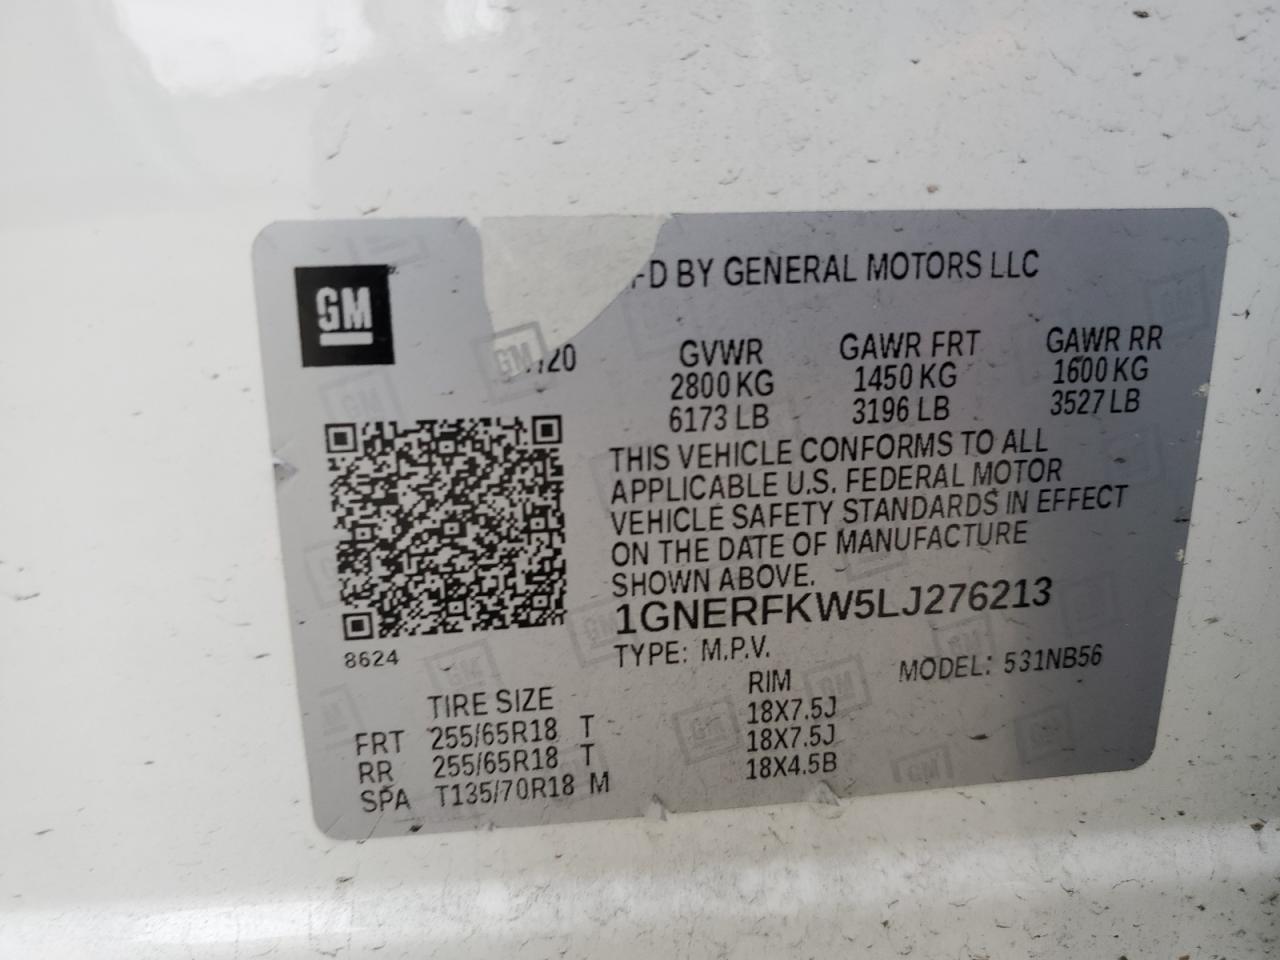 GM
FD BY GENERAL MOTORS LLC
/20
GVWR GAWR FRT GAWR RR
2800 KG 1450 KG 1600 KG
6173 LB 3196 LB 3527 LB
THIS VEHICLE CONFORMS TO ALL
APPLICABLE U.S. FEDERAL MOTOR
VEHICLE SAFETY STANDARDS IN EFFECT
ON THE DATE OF MANUFACTURE
SHOWN ABOVE.
1GNERFKW5LJ276213
8624
TYPE: M.P.V. MODEL: 531NB56
TIRE SIZE RIM
FRT 255/65R18 T 18X7.5J
RR 255/65R18 T 18X7.5J
SPA T135/70R18 M 18X4.5B